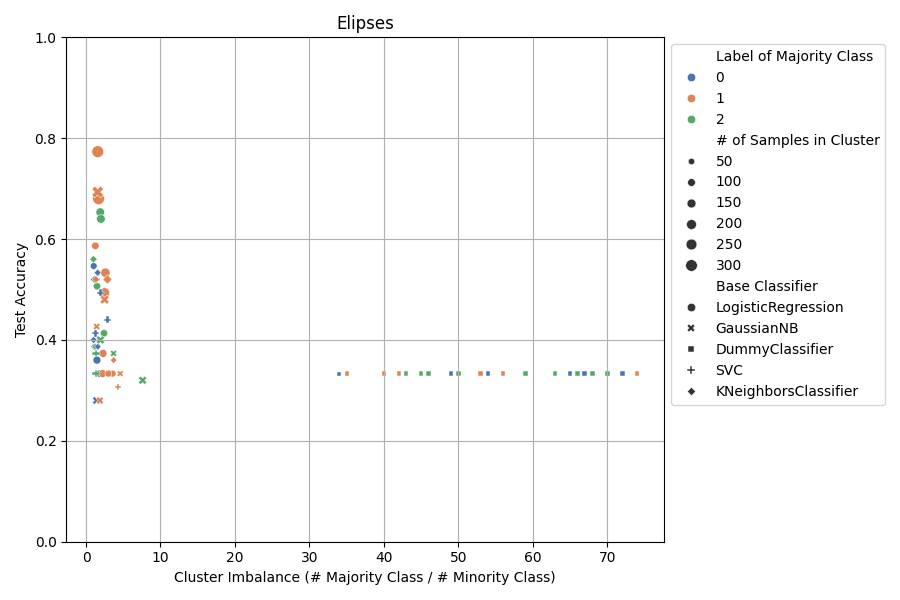 Elipses
Test Accuracy
1.0
0.8
0.6
0.4
0.2
0.0
0 10 20 30 40 50 60 70
Cluster Imbalance (# Majority Class / # Minority Class)
Label of Majority Class
0
1
2
# of Samples in Cluster
50
100
150
200
250
300
Base Classifier
LogisticRegression
GaussianNB
DummyClassifier
SVC
KNeighborsClassifier